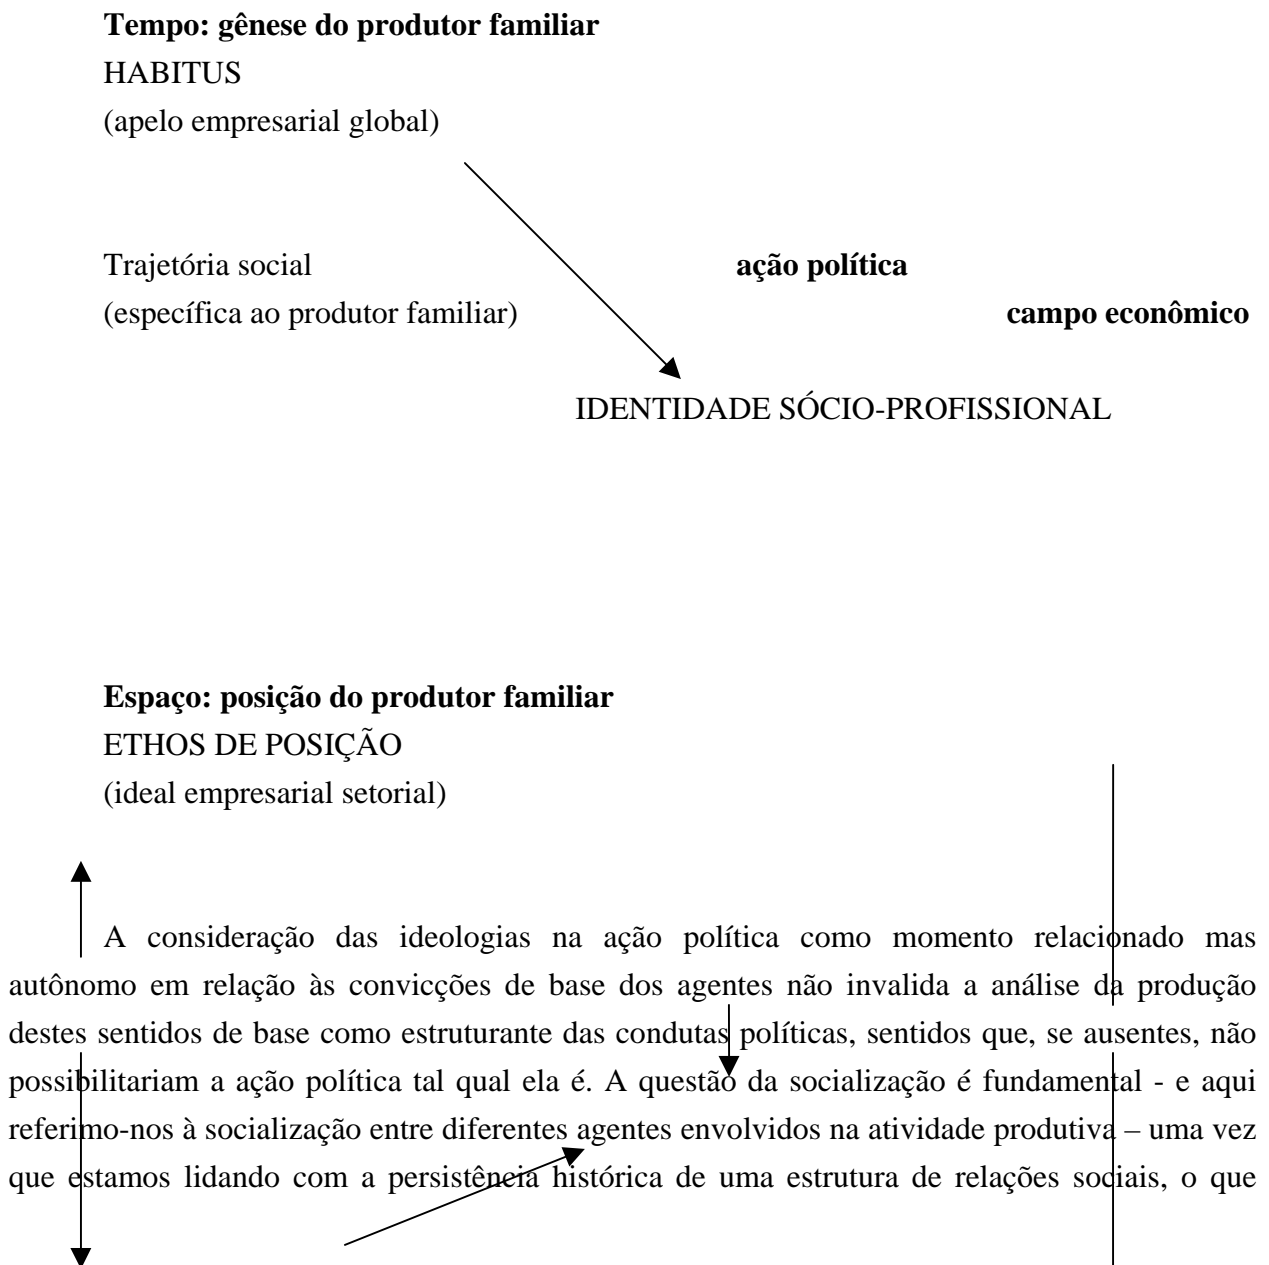 Tempo: gênese do produtor familiar
HABITUS
(apelo empresarial global)
Trajetória social
ação política
(específica ao produtor familiar)
campo econômico
IDENTIDADE SÓCIO-PROFISSIONAL
Espaço: posição do produtor familiar
ETHOS DE POSIÇÃO
(ideal empresarial setorial)
A consideração das ideologias na ação política como momento relacionado mas
autônomo em relação às convicções de base dos agentes não invalida a análise da produção
destes sentidos de base como estruturante das condutas políticas, sentidos que, se ausentes, não
possibilitariam a ação política tal qual ela é. A questão da socialização é fundamental - e aqui
referimo-nos à socialização entre diferentes agentes envolvidos na atividade produtiva – uma vez
que estamos lidando com a persistência histórica de uma estrutura de relações sociais, o que